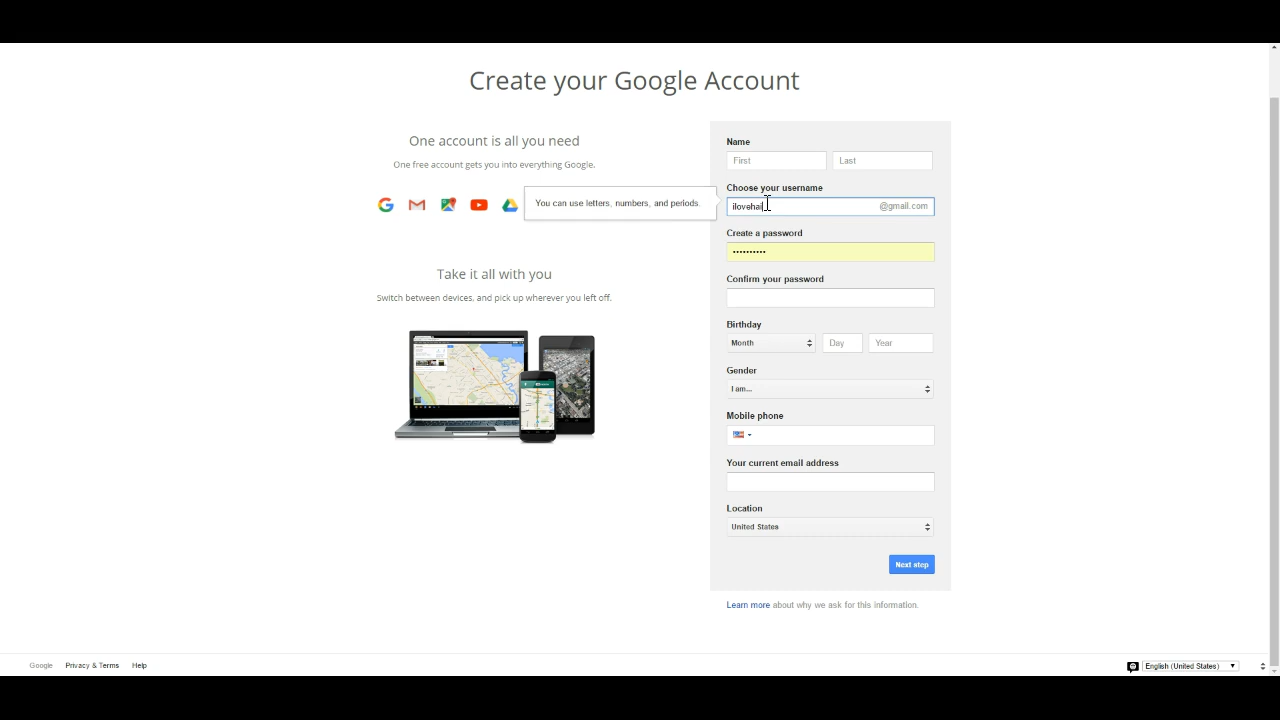 Create your Google Account
One account is all you need
One free account gets you into everything Google.
You can use letters, numbers, and periods.
Take it all with you
Switch between devices, and pick up wherever you left off.
Name
First Last
Choose your username
ilovehai @gmail.com
Create a password
••••••••••
Confirm your password
Birthday
Month Day Year
Gender
I am...
Mobile phone
Your current email address
Location
United States
Next step
Learn more about why we ask for this information.
Google Privacy & Terms Help English (United States)